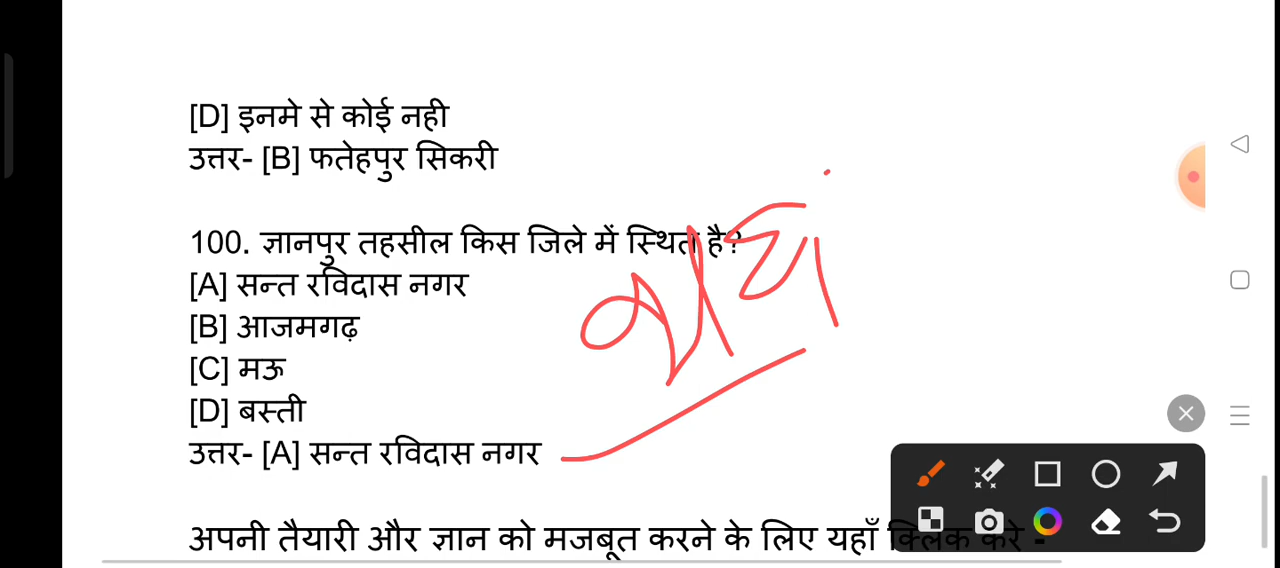 [D] इनमे से कोई नही
उत्तर- [B] फतेहपुर सिकरी
100. ज्ञानपुर तहसील किस जिले में स्थित है?
[A] सन्त रविदास नगर
[B] आजमगढ़
[C] मऊ
[D] बस्ती
उत्तर- [A] सन्त रविदास नगर
अपनी तैयारी और ज्ञान को मजबूत करने के लिए यहाँ क्लिक करे -